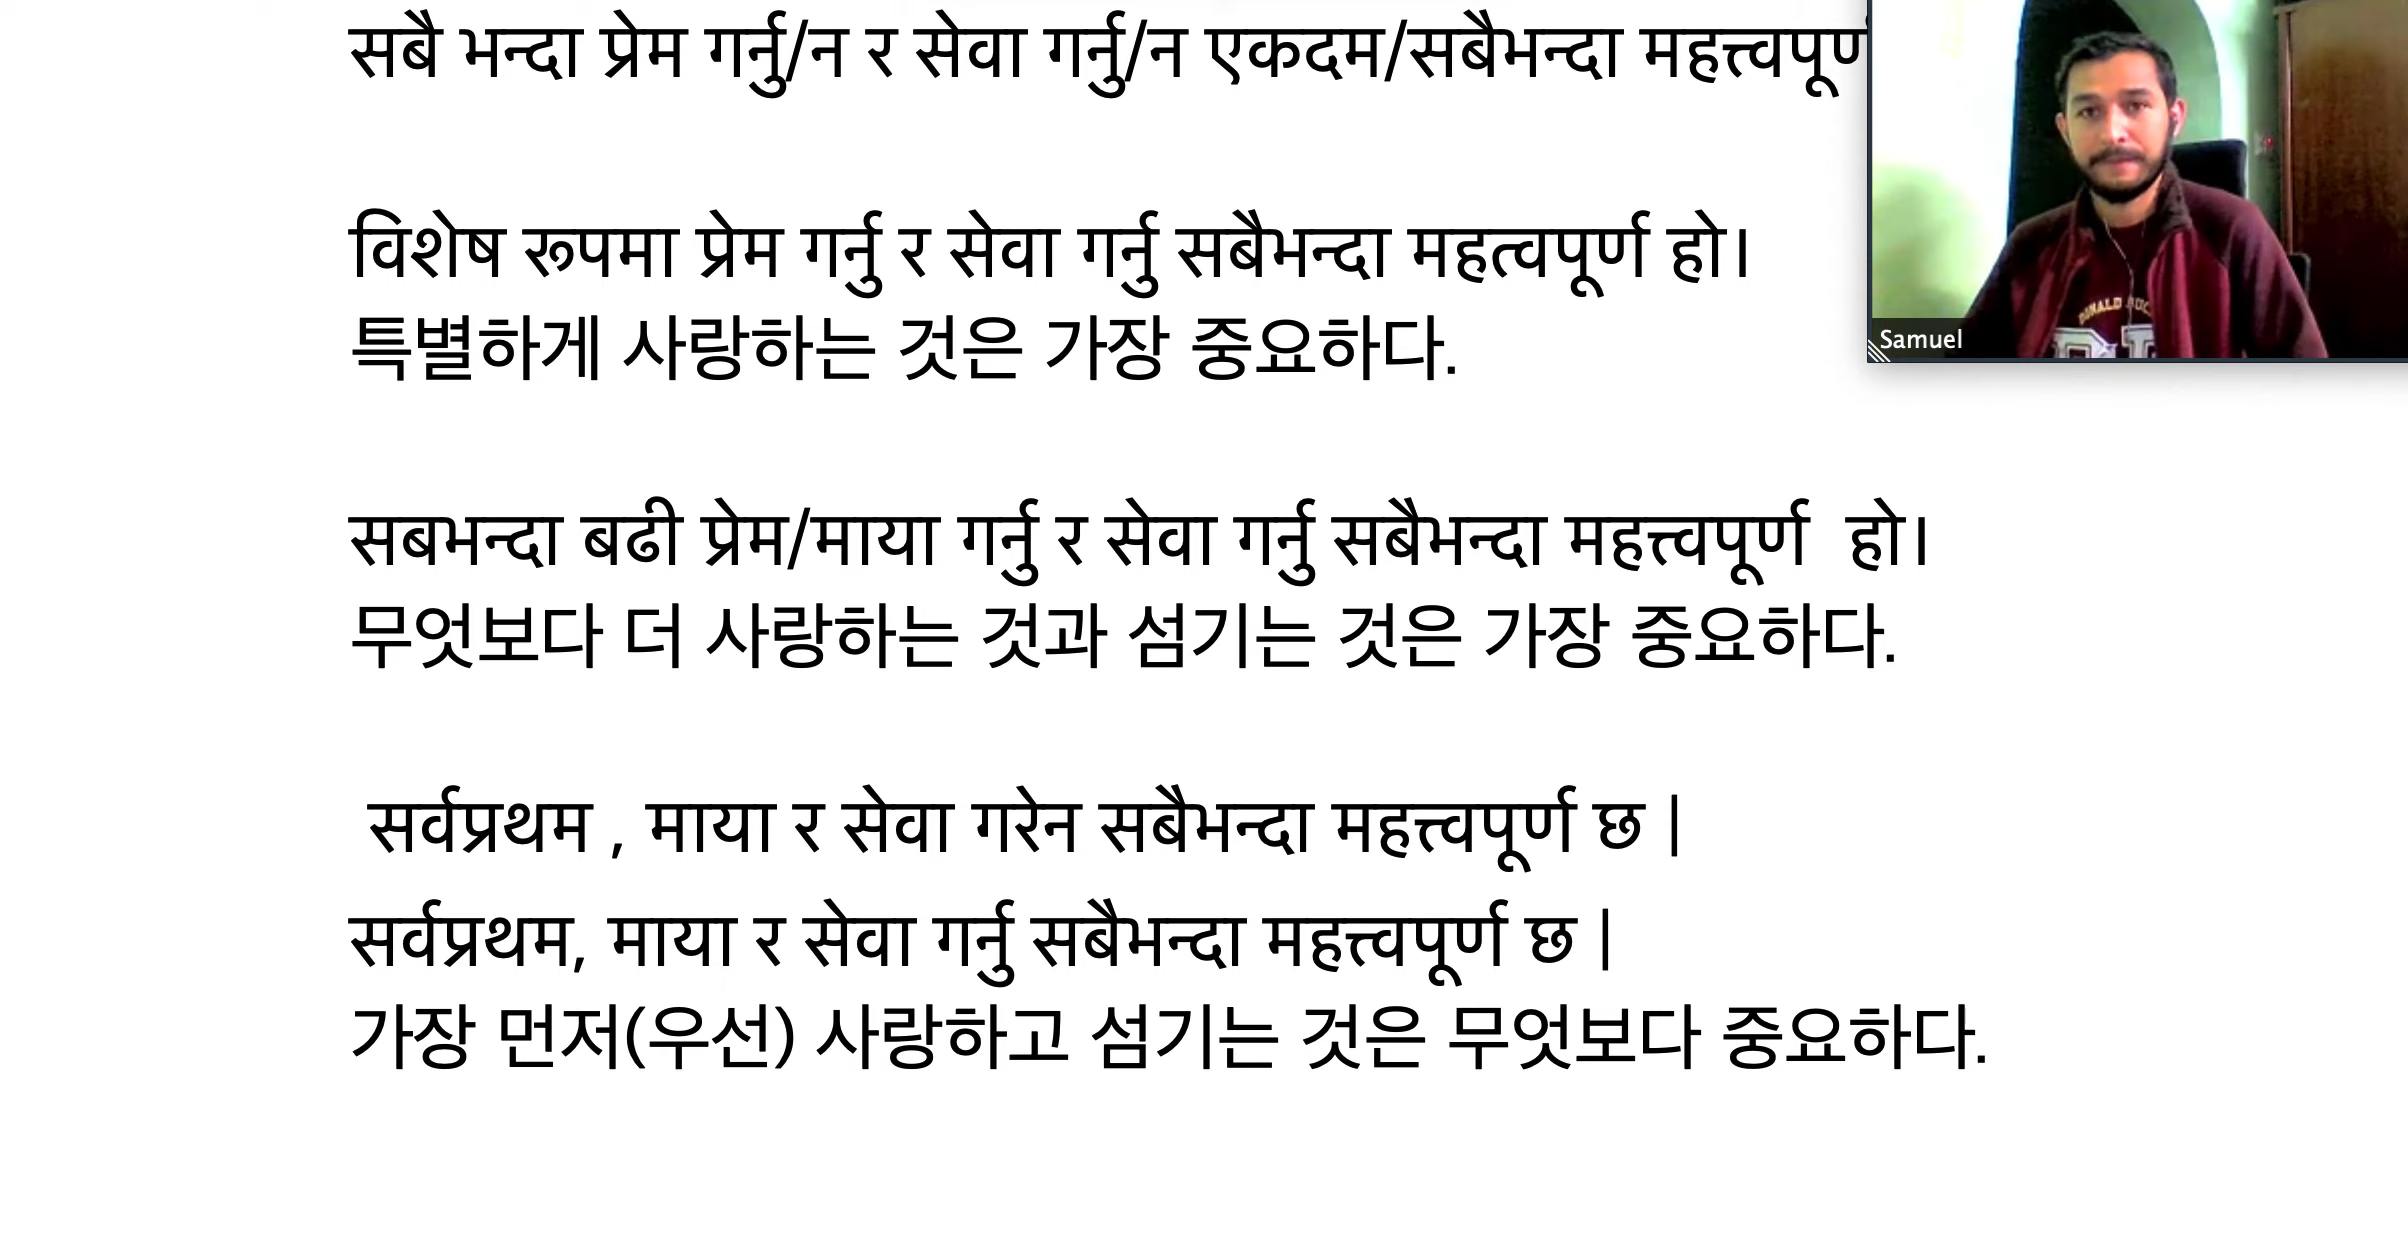 सबै भन्दा प्रेम गर्नु/न र सेवा गर्नु/न एकदम/सबैभन्दा महत्त्वपूर्ण
विशेष रूपमा प्रेम गर्नु र सेवा गर्नु सबैभन्दा महत्वपूर्ण हो।
특별하게 사랑하는 것은 가장 중요하다.
सबभन्दा बढी प्रेम/माया गर्नु र सेवा गर्नु सबैभन्दा महत्त्वपूर्ण  हो।
무엇보다 더 사랑하는 것과 섬기는 것은 가장 중요하다.
सर्वप्रथम , माया र सेवा गरेन सबैभन्दा महत्त्वपूर्ण छ |
सर्वप्रथम, माया र सेवा गर्नु सबैभन्दा महत्त्वपूर्ण छ |
가장 먼저(우선) 사랑하고 섬기는 것은 무엇보다 중요하다.
Samuel